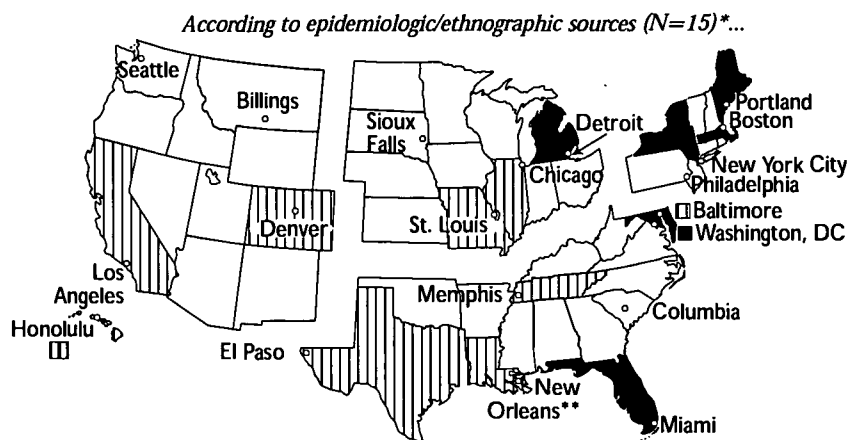 According to epidemiologic/ethnographic sources (N=15)*...
Seattle
Billings
Sioux
Falls
Detroit
Portland
Boston
Chicago
New York City
Philadelphia
Baltimore
Washington, DC
Denver
St. Louis
Los
Angeles
Memphis
Columbia
Honolulu
El Paso
New
Orleans**
Miami